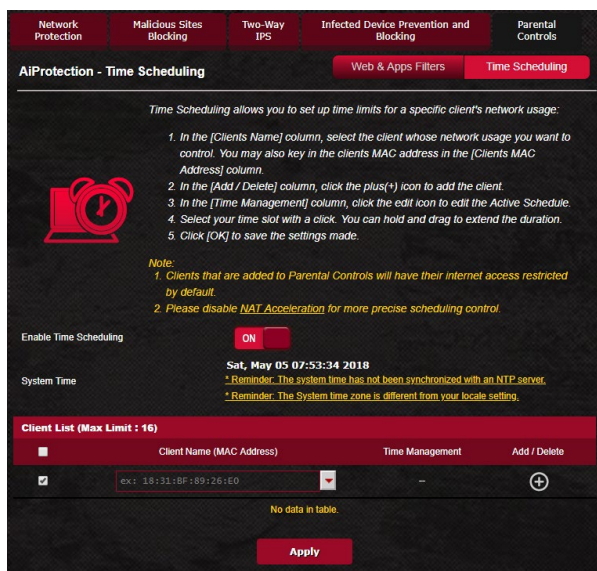 Network Protection
Malicious Sites Blocking
Two-Way IPS
Infected Device Prevention and Blocking
Parental Controls
AiProtection - Time Scheduling
Web & Apps Filters
Time Scheduling
Time Scheduling allows you to set up time limits for a specific client's network usage:
1. In the [Clients Name] column, select the client whose network usage you want to
control. You may also key in the clients MAC address in the [Clients MAC
Address] column.
2. In the [Add / Delete] column, click the plus(+) icon to add the client.
3. In the [Time Management] column, click the edit icon to edit the Active Schedule.
4. Select your time slot with a click. You can hold and drag to extend the duration.
5. Click [OK] to save the settings made.
Note:
1. Clients that are added to Parental Controls will have their internet access restricted
by default.
2. Please disable NAT Acceleration for more precise scheduling control.
Enable Time Scheduling
ON
System Time
Sat, May 05 07:53:34 2018
* Reminder: The system time has not been synchronized with an NTP server.
* Reminder: The System time zone is different from your locale setting.
Client List (Max Limit : 16)
Client Name (MAC Address)
Time Management
Add / Delete
ex: 18:31:BF:89:26:E0
–
No data in table.
Apply